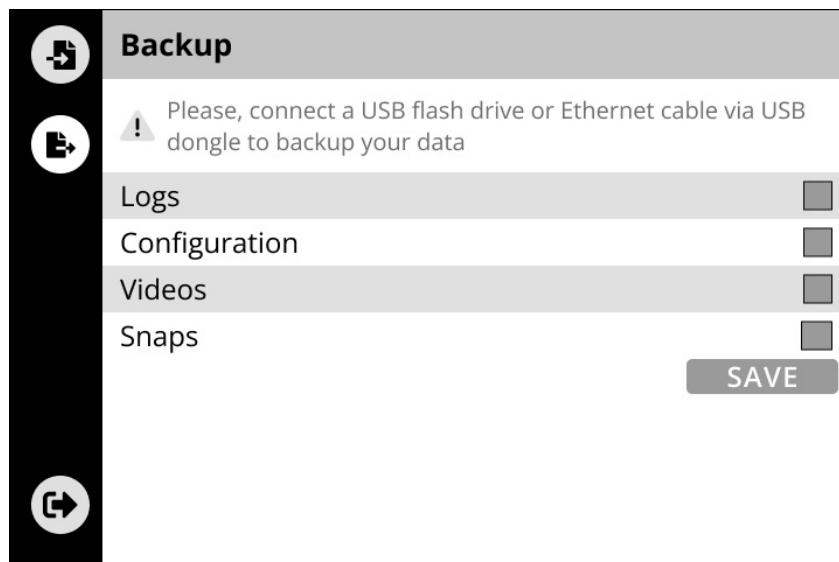 Backup
Please, connect a USB flash drive or Ethernet cable via USB
dongle to backup your data
Logs
Configuration
Videos
Snaps
SAVE